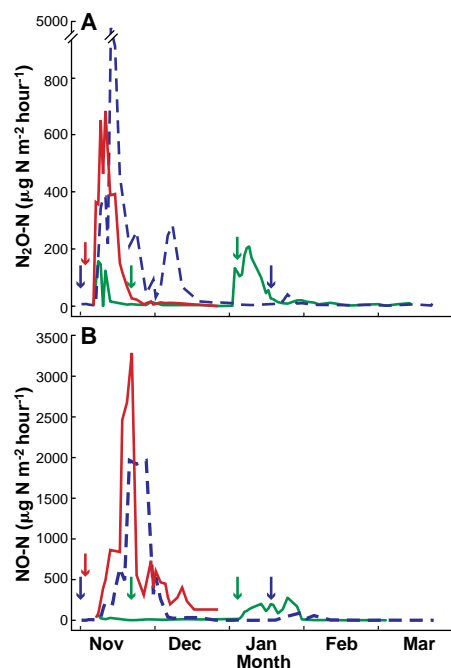 A
5000
800
600
400
200
0
N₂O-N (μg N m⁻² hour⁻¹)
B
3500
3000
2500
2000
1500
1000
500
0
NO-N (μg N m⁻² hour⁻¹)
Nov Dec Jan Feb Mar
Month